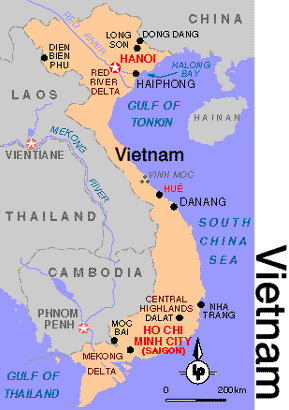 CHINA
RED RIVER
LONG
SON
DONG DANG
DIEN
BIEN
PHU
HANOI
HALONG
BAY
RED
RIVER
DELTA
HAIPHONG
LAOS
GULF OF
TONKIN
HAINAN
MEKONG
RIVER
VIENTIANE
Vietnam
VINH MOC
HUÉ
DANANG
THAILAND
SOUTH
CHINA
SEA
CAMBODIA
CENTRAL
HIGHLANDS
NHA
TRANG
DALAT
PHNOM
PENH
MOC
BAI
HO CHI
MINH CITY
(SAIGON)
MEKONG
DELTA
GULF OF
THAILAND
LP
0
200km
Vietnam